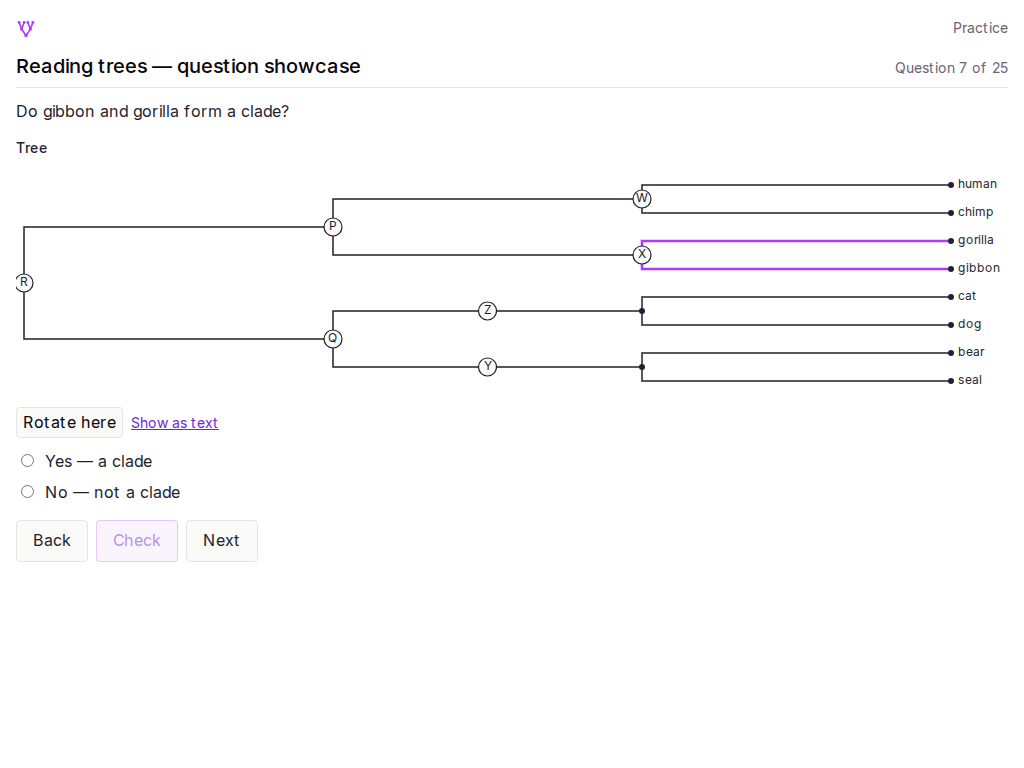 Practice
Reading trees — question showcase
Question 7 of 25
Do gibbon and gorilla form a clade?
Tree
human
W
chimp
P
gorilla
X
gibbon
R
cat
Z
dog
Q
bear
Y
seal
Rotate here Show as text
Yes — a clade
No — not a clade
Back Check Next